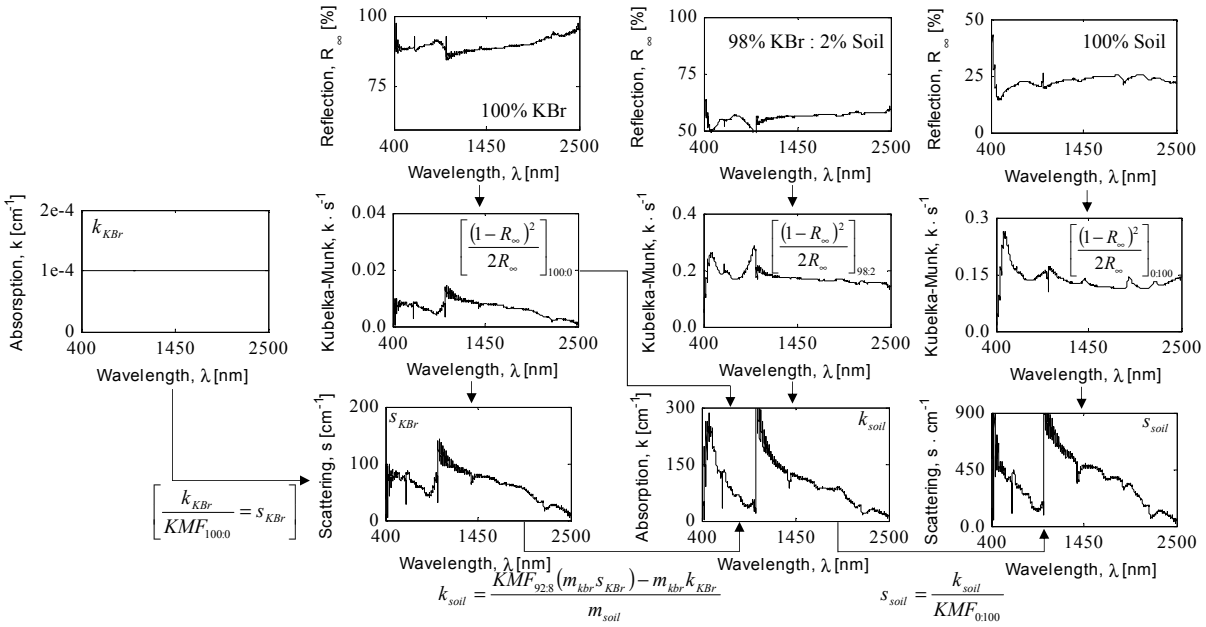 100
75
Reflection, R ∞ [%]
100% KBr
400 1450 2500
Wavelength, λ [nm]
100
75
50
Reflection, R ∞ [%]
98% KBr : 2% Soil
400 1450 2500
Wavelength, λ [nm]
50
25
0
Reflection, R ∞ [%]
100% Soil
400 1450 2500
Wavelength, λ [nm]
2e-4
1e-4
0
Absorsption, k [cm⁻¹]
k_KBr
400 1450 2500
Wavelength, λ [nm]
0.04
0.02
0.0
Kubelka-Munk, k · s⁻¹
[(1 − R∞)² / 2R∞]100:0
400 1450 2500
Wavelength, λ [nm]
0.4
0.2
0.0
Kubelka-Munk, k · s⁻¹
[(1 − R∞)² / 2R∞]98:2
400 1450 2500
Wavelength, λ [nm]
0.3
0.15
0.0
Kubelka-Munk, k · s⁻¹
[(1 − R∞)² / 2R∞]0:100
400 1450 2500
Wavelength, λ [nm]
[k_KBr / KMF_100:0 = s_KBr]
200
100
0
Scattering, s [cm⁻¹]
s_KBr
400 1450 2500
Wavelength, λ [nm]
300
150
0
Absorption, k [cm⁻¹]
k_soil
400 1450 2500
Wavelength, λ [nm]
900
450
0.0
Scattering, s · cm⁻¹
s_soil
400 1450 2500
Wavelength, λ [nm]
k_soil = KMF_92:8 (m_kbr s_KBr) − m_kbr k_KBr / m_soil
s_soil = k_soil / KMF_0:100